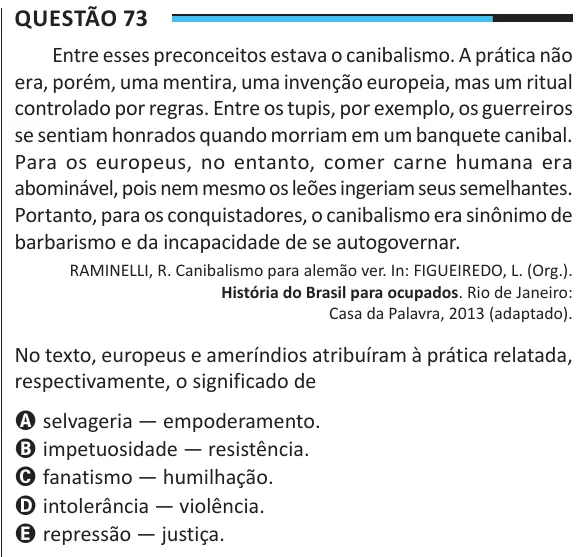 QUESTÃO 73
Entre esses preconceitos estava o canibalismo. A prática não
era, porém, uma mentira, uma invenção europeia, mas um ritual
controlado por regras. Entre os tupis, por exemplo, os guerreiros
se sentiam honrados quando morriam em um banquete canibal.
Para os europeus, no entanto, comer carne humana era
abominável, pois nem mesmo os leões ingeriam seus semelhantes.
Portanto, para os conquistadores, o canibalismo era sinônimo de
barbarismo e da incapacidade de se autogovernar.
RAMINELLI, R. Canibalismo para alemão ver. In: FIGUEIREDO, L. (Org.).
História do Brasil para ocupados. Rio de Janeiro:
Casa da Palavra, 2013 (adaptado).
No texto, europeus e ameríndios atribuíram à prática relatada,
respectivamente, o significado de
A selvageria — empoderamento.
B impetuosidade — resistência.
C fanatismo — humilhação.
D intolerância — violência.
E repressão — justiça.